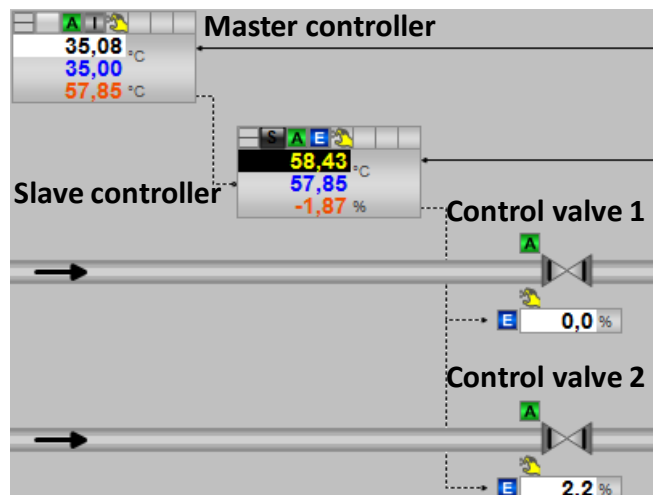 A I
Master controller
35,08 °C
35,00
57,85 °C
S A E
58,43 °C
57,85
-1,87 %
Slave controller
Control valve 1
A
E 0,0 %
Control valve 2
A
E 2,2 %